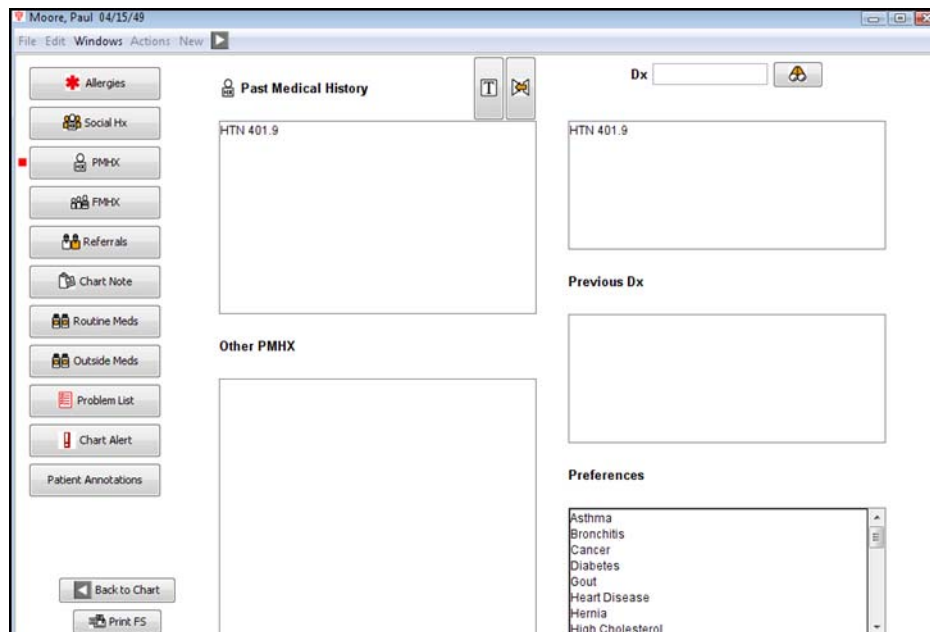 Moore, Paul 04/15/49
File Edit Windows Actions New
Allergies
Social Hx
PMHX
FMHX
Referrals
Chart Note
Routine Meds
Outside Meds
Problem List
Chart Alert
Patient Annotations
Back to Chart
Print FS
Past Medical History
T
HTN 401.9
Other PMHX
Dx
HTN 401.9
Previous Dx
Preferences
Asthma
Bronchitis
Cancer
Diabetes
Gout
Heart Disease
Hernia
High Cholesterol